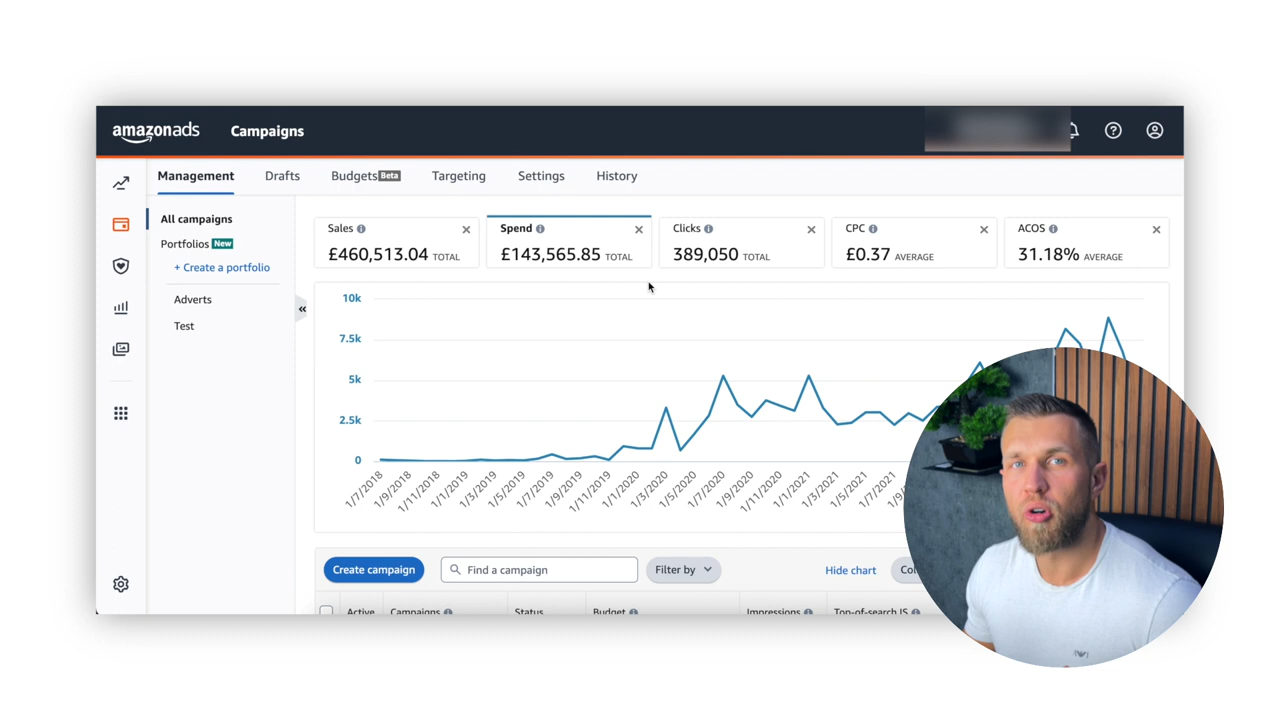 amazonads Campaigns
Management Drafts Budgets Beta Targeting Settings History
All campaigns
Portfolios New
+ Create a portfolio
Adverts
Test
Sales Spend Clicks CPC ACOS
£460,513.04 TOTAL £143,565.85 TOTAL 389,050 TOTAL £0.37 AVERAGE 31.18% AVERAGE
10k
7.5k
5k
2.5k
0
1/7/2018 1/9/2018 1/11/2018 1/1/2019 1/3/2019 1/5/2019 1/7/2019 1/9/2019 1/11/2019 1/1/2020 1/3/2020 1/5/2020 1/7/2020 1/9/2020 1/11/2020 1/1/2021 1/3/2021 1/5/2021 1/7/2021
Create campaign Find a campaign Filter by Hide chart
Active Campaigns Status Budget Impressions Top-of-search IS